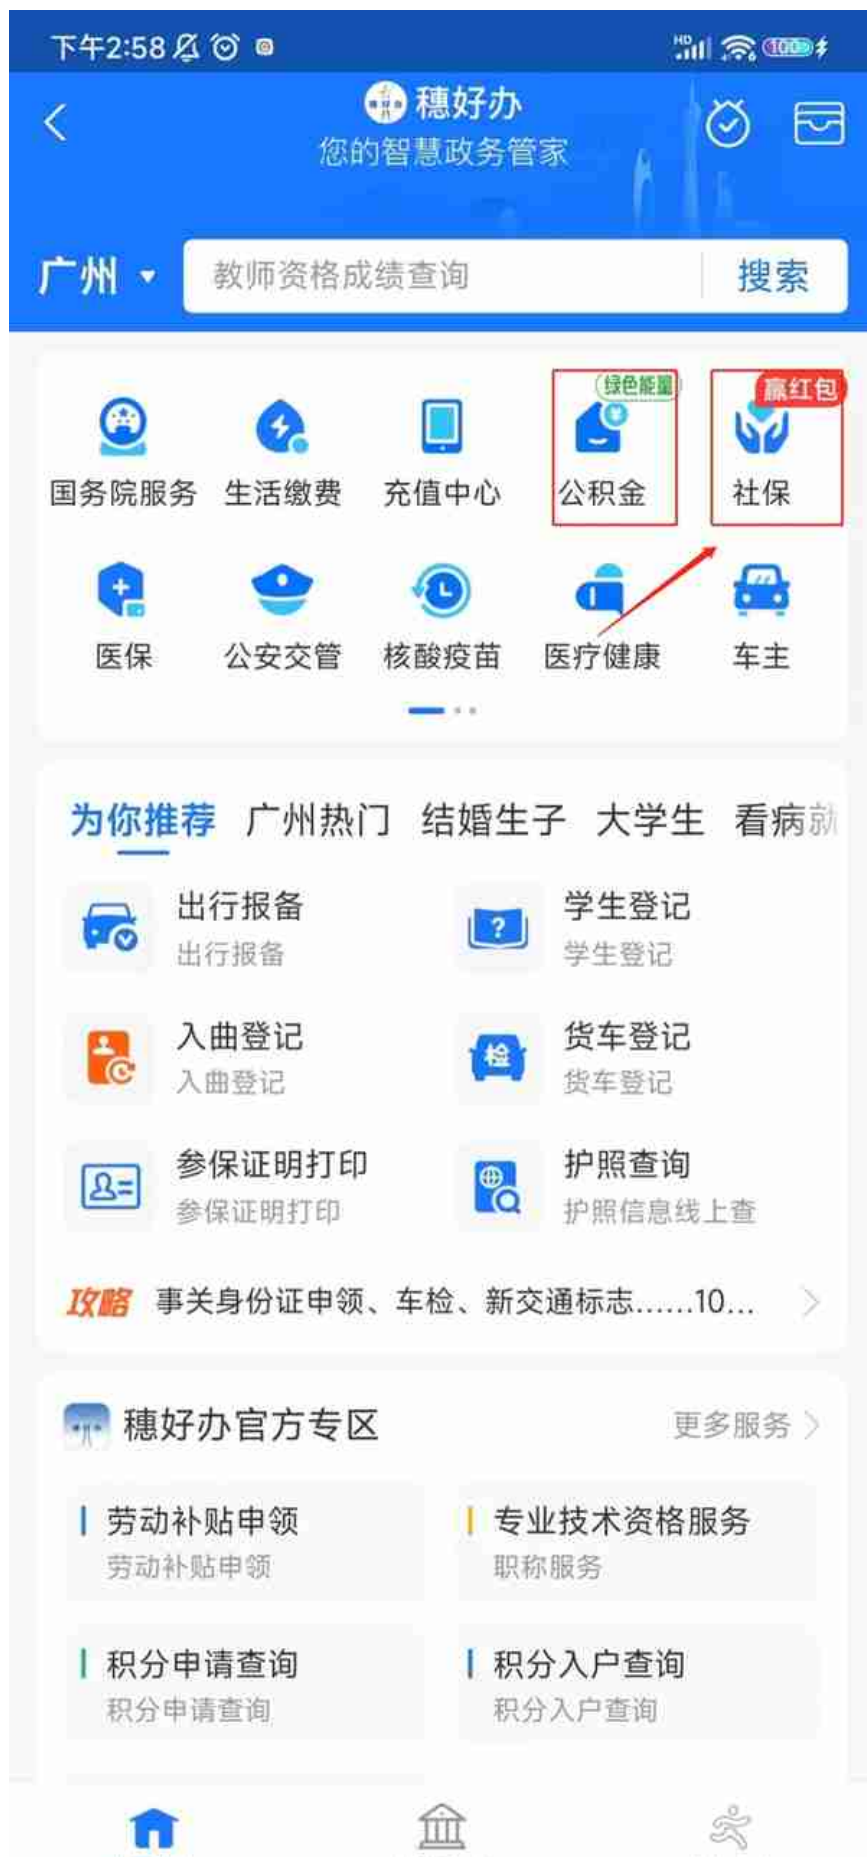 下午2:58 HD 100
穗好办
您的智慧政务管家
广州 教师资格成绩查询 搜索
绿色能量 赢红包
国务院服务 生活缴费 充值中心 公积金 社保
医保 公安交管 核酸疫苗 医疗健康 车主
为你推荐 广州热门 结婚生子 大学生 看病就
出行报备 学生登记
出行报备 学生登记
入曲登记 检 货车登记
入曲登记 货车登记
参保证明打印 护照查询
参保证明打印 护照信息线上查
攻略 事关身份证申领、车检、新交通标志……10...
穗好办官方专区 更多服务
劳动补贴申领 专业技术资格服务
劳动补贴申领 职称服务
积分申请查询 积分入户查询
积分申请查询 积分入户查询